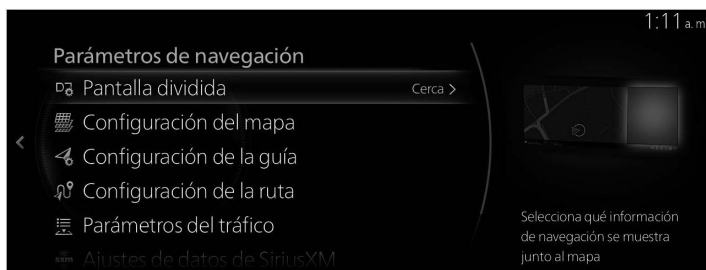 1:11 a. m
Parámetros de navegación
Pantalla dividida Cerca >
Configuración del mapa
Configuración de la guía
Configuración de la ruta
Parámetros del tráfico
sxm Ajustes de datos de SiriusXM
Selecciona qué información
de navegación se muestra
junto al mapa